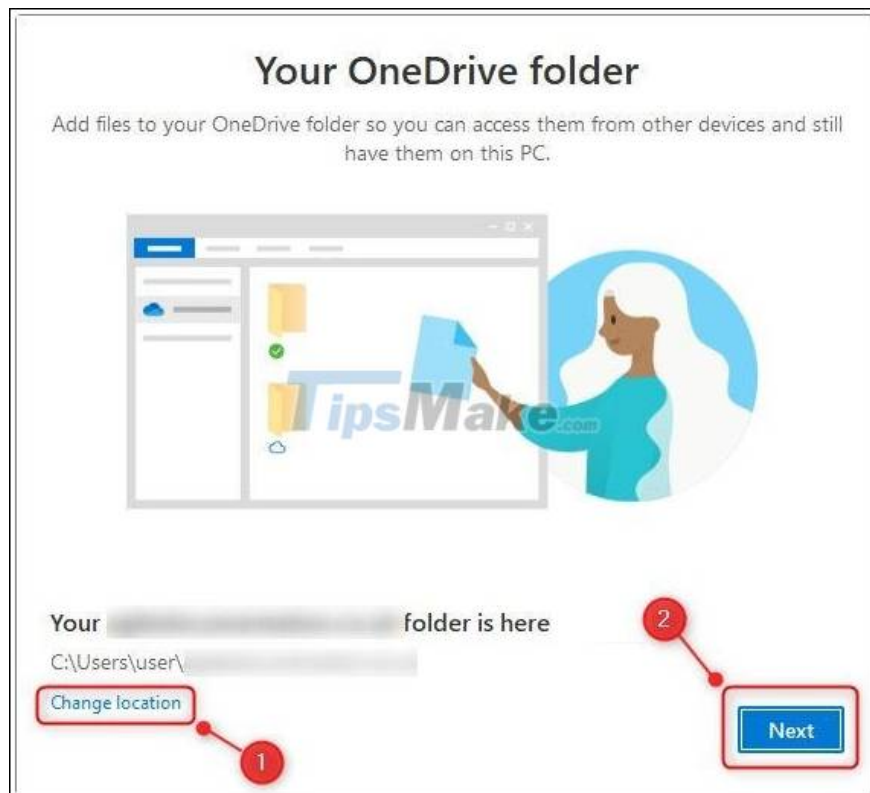 Your OneDrive folder
Add files to your OneDrive folder so you can access them from other devices and still
have them on this PC.
TipsMake.com
Your folder is here
C:\Users\user\
Change location
Next
1
2